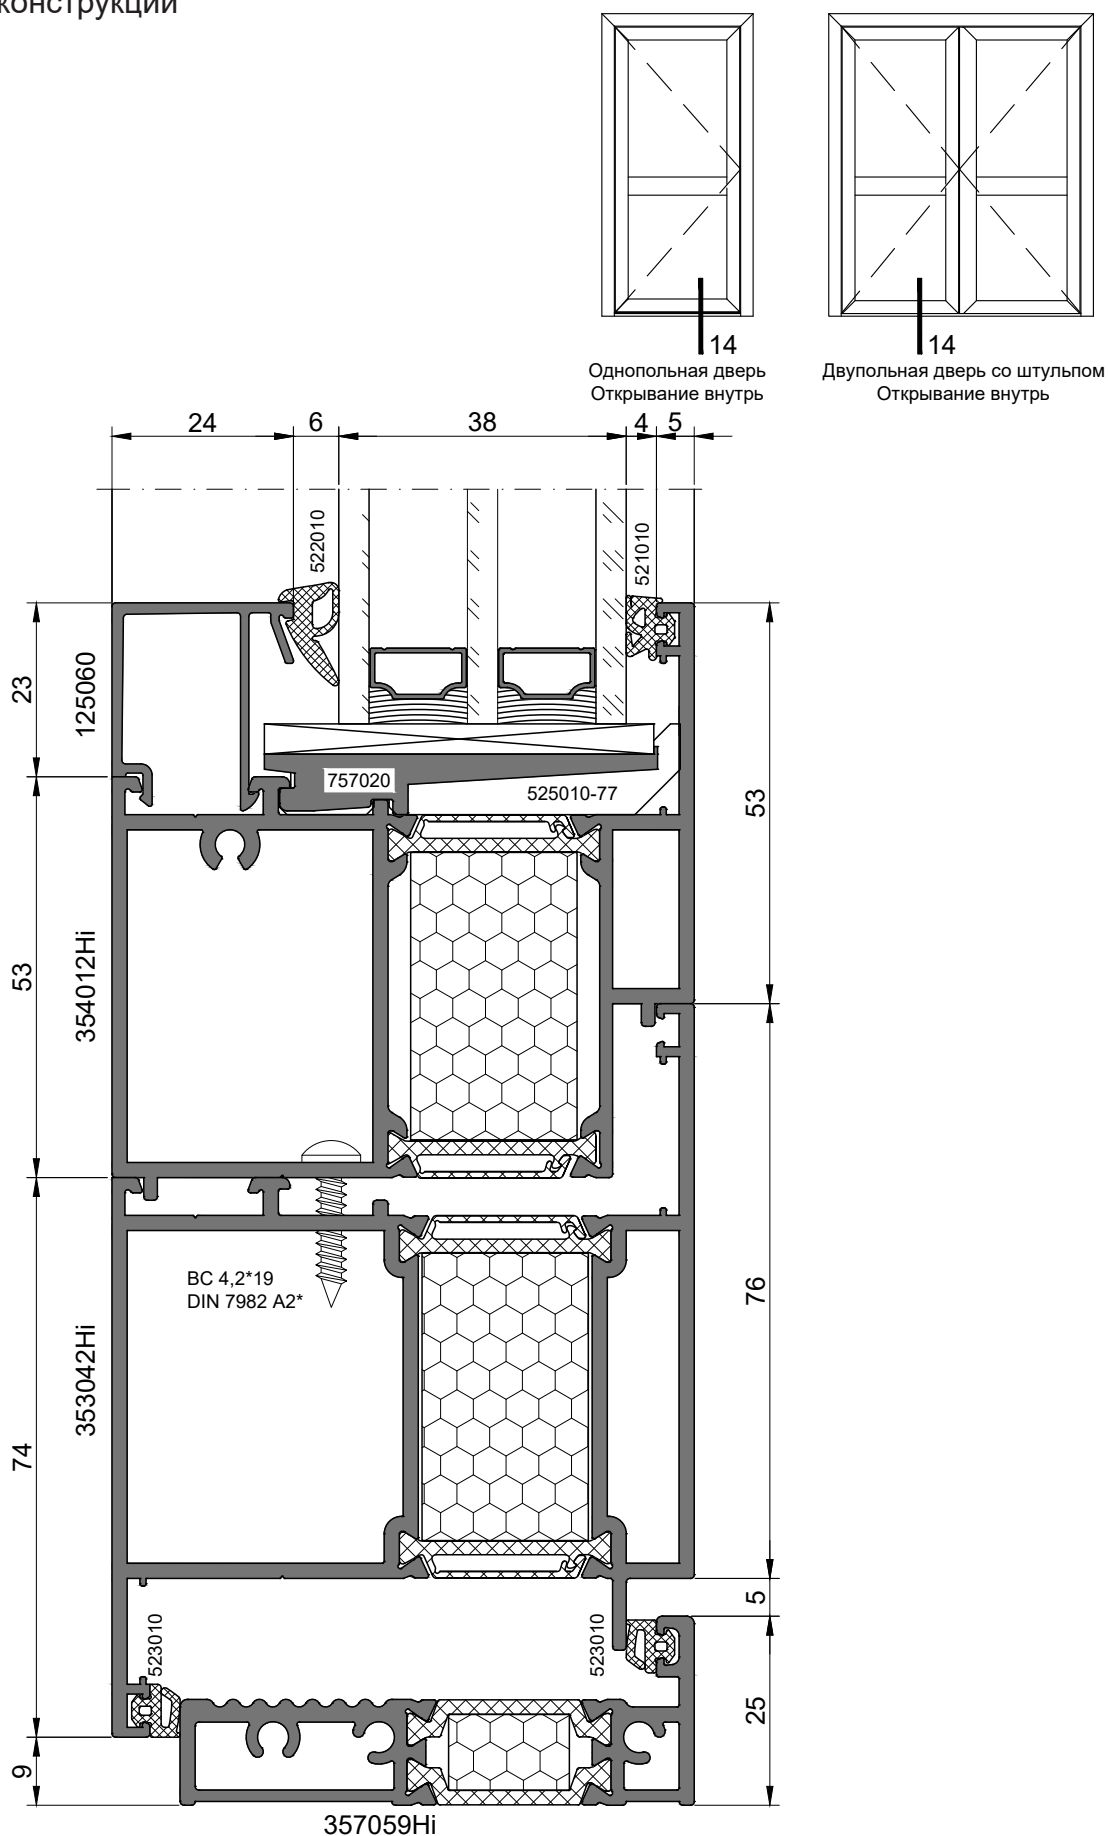 конструкции
14
14
Однопольная дверь
Открывание внутрь
Двупольная дверь со штульпом
Открывание внутрь
24
6
38
4
5
522010
521010
23
125060
757020
525010-77
53
53
354012Hi
BC 4,2*19
DIN 7982 A2*
76
353042Hi
74
5
523010
523010
25
9
357059Hi